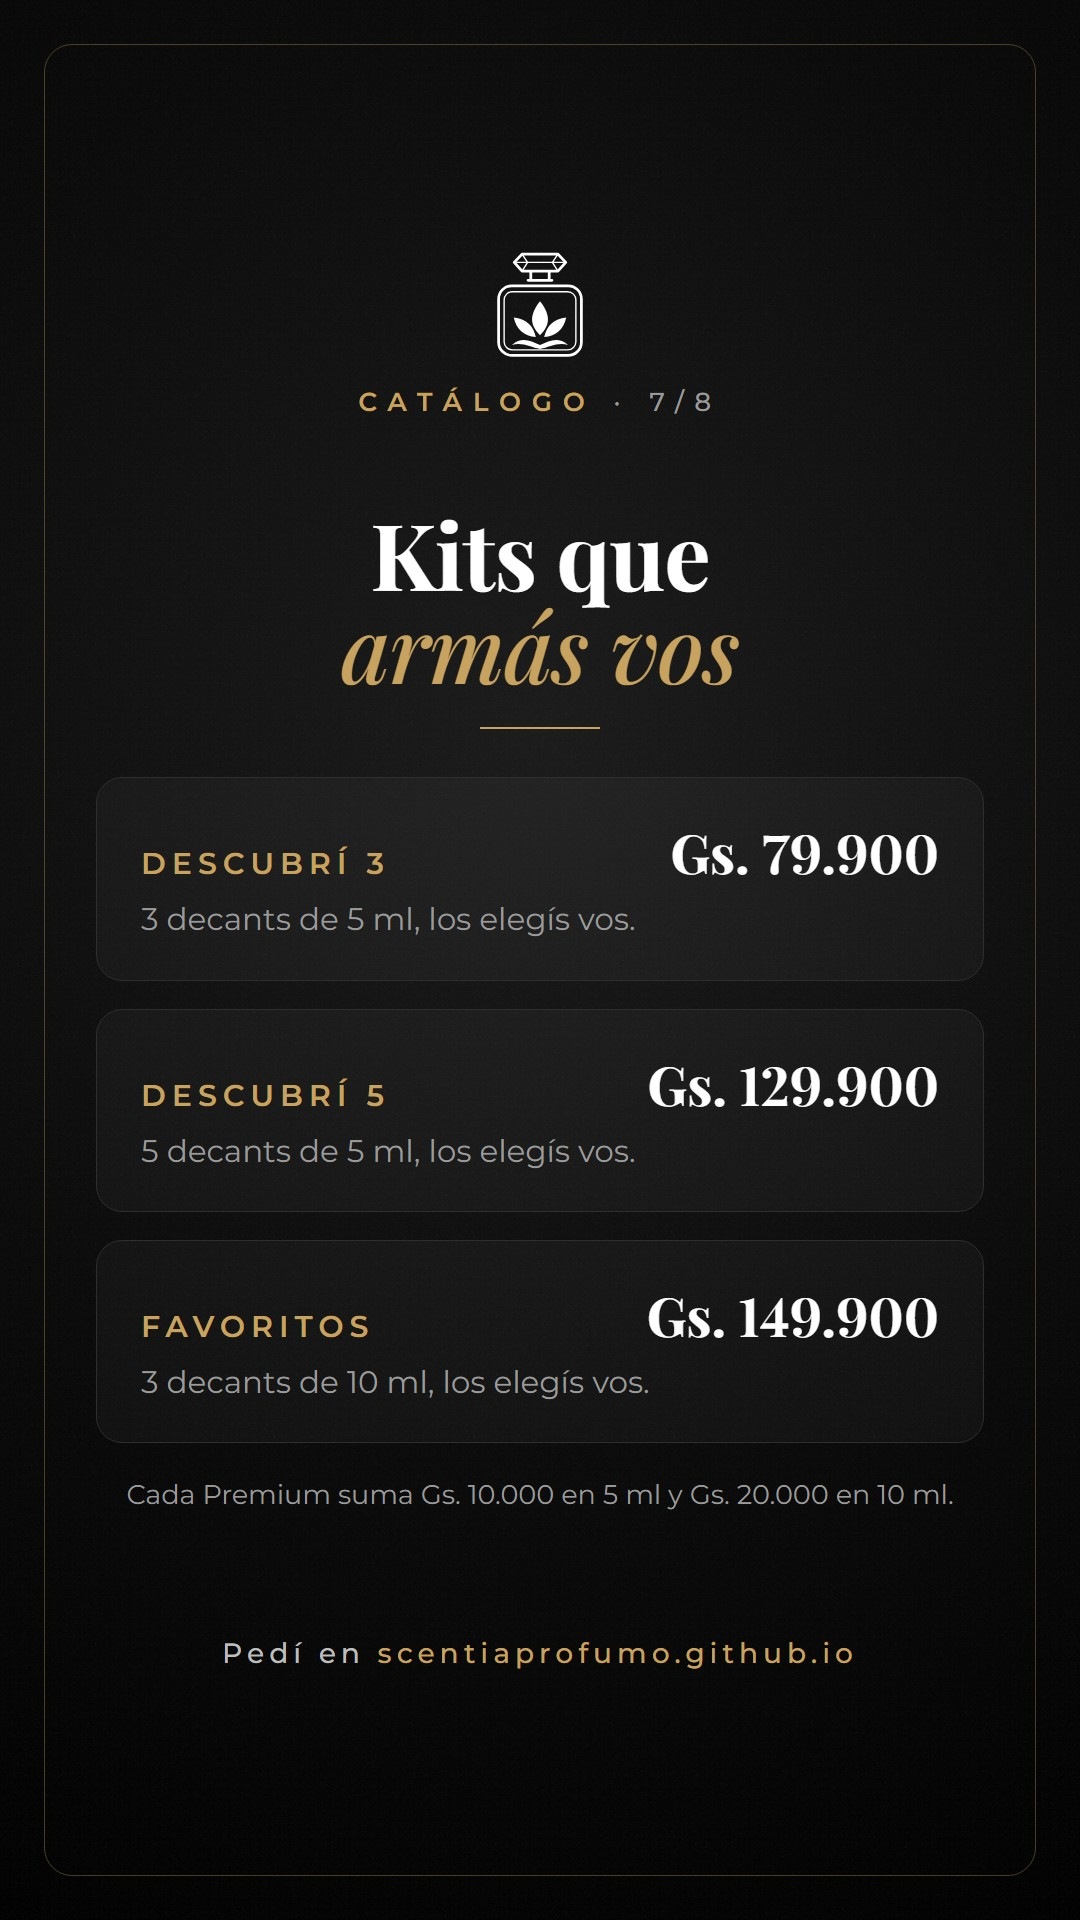 CATÁLOGO · 7/8
Kits que
armás vos
DESCUBRÍ 3 Gs. 79.900
3 decants de 5 ml, los elegís vos.
DESCUBRÍ 5 Gs. 129.900
5 decants de 5 ml, los elegís vos.
FAVORITOS Gs. 149.900
3 decants de 10 ml, los elegís vos.
Cada Premium suma Gs. 10.000 en 5 ml y Gs. 20.000 en 10 ml.
Pedí en scentiaprofumo.github.io